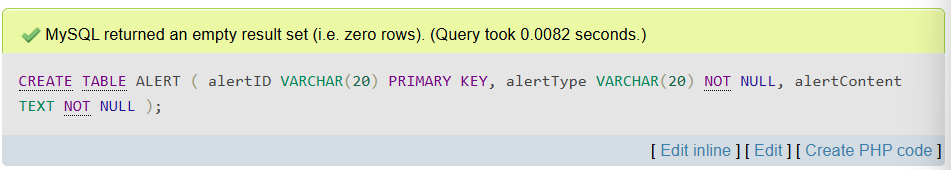 MySQL returned an empty result set (i.e. zero rows). (Query took 0.0082 seconds.)
CREATE TABLE ALERT ( alertID VARCHAR(20) PRIMARY KEY, alertType VARCHAR(20) NOT NULL, alertContent
TEXT NOT NULL );
[ Edit inline ] [ Edit ] [ Create PHP code ]